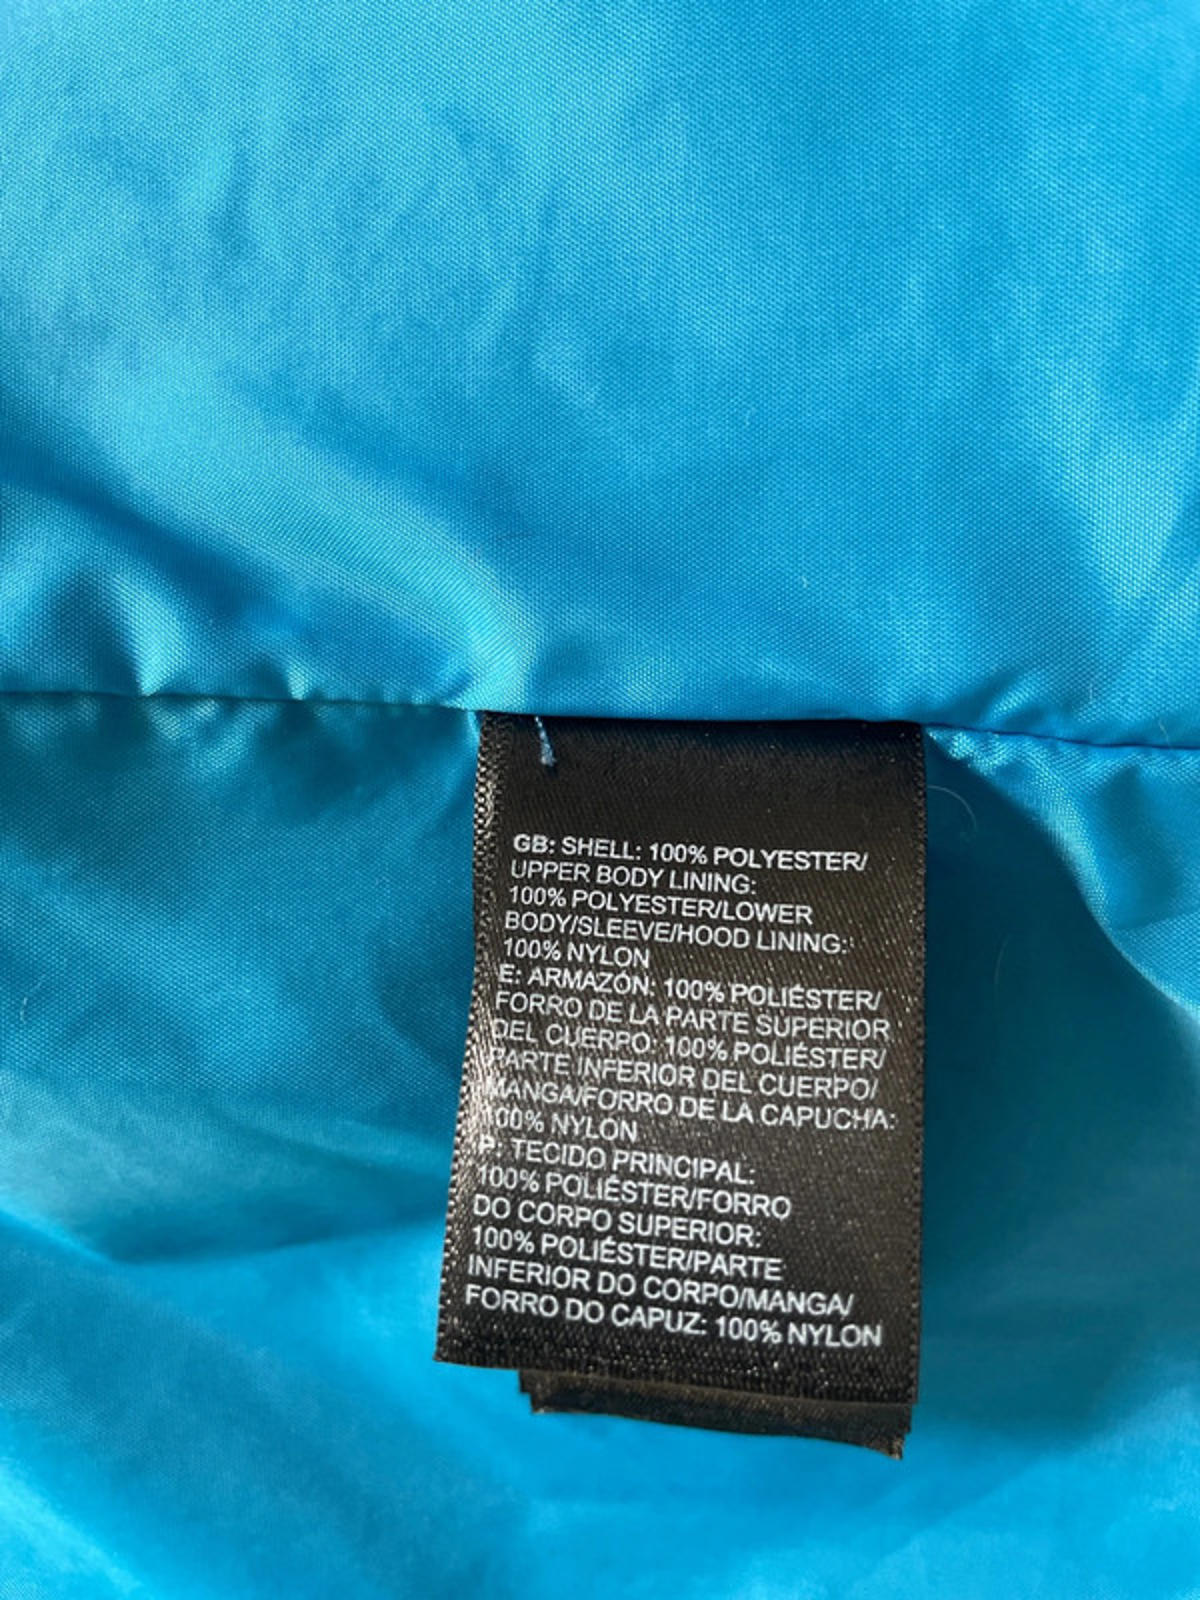 GB: SHELL: 100% POLYESTER/
UPPER BODY LINING:
100% POLYESTER/LOWER
BODY/SLEEVE/HOOD LINING:
100% NYLON
E: ARMAZÓN: 100% POLIÉSTER/
FORRO DE LA PARTE SUPERIOR
DEL CUERPO: 100% POLIÉSTER/
PARTE INFERIOR DEL CUERPO/
MANGA/FORRO DE LA CAPUCHA:
100% NYLON
P: TECIDO PRINCIPAL:
100% POLIÉSTER/FORRO
DO CORPO SUPERIOR:
100% POLIÉSTER/PARTE
INFERIOR DO CORPO/MANGA/
FORRO DO CAPUZ: 100% NYLON